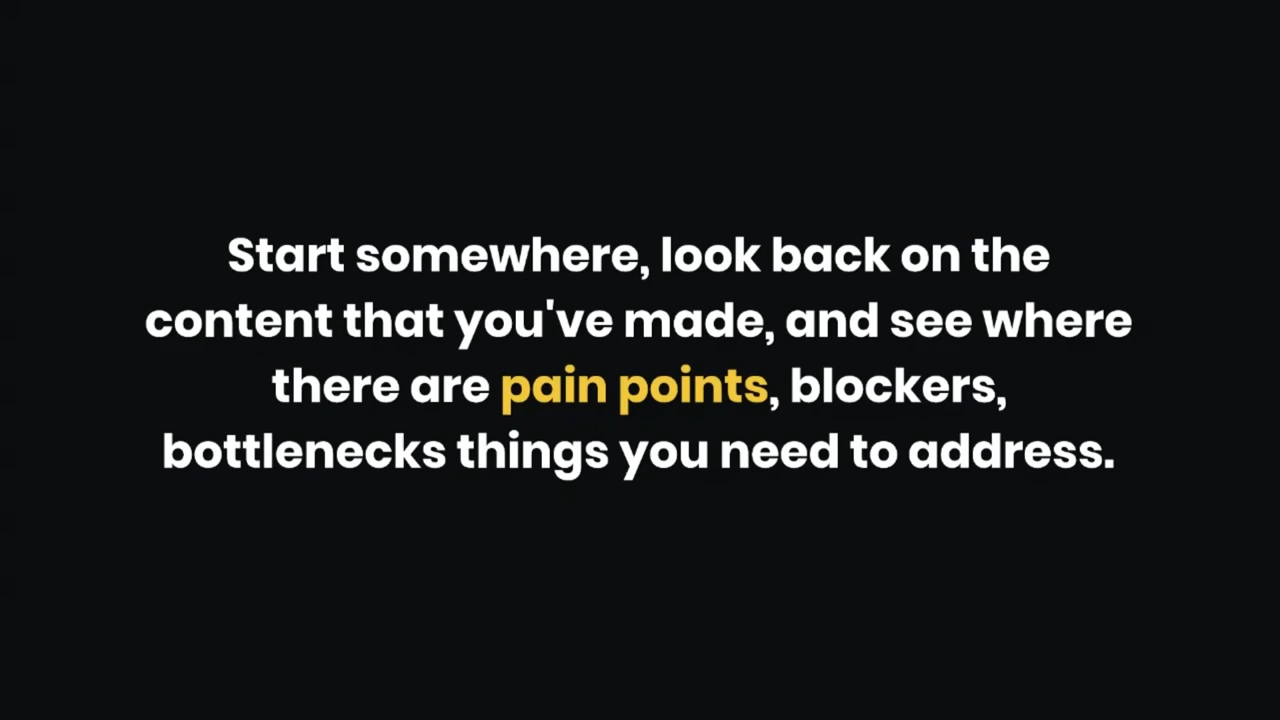 Start somewhere, look back on the
content that you've made, and see where
there are pain points, blockers,
bottlenecks things you need to address.